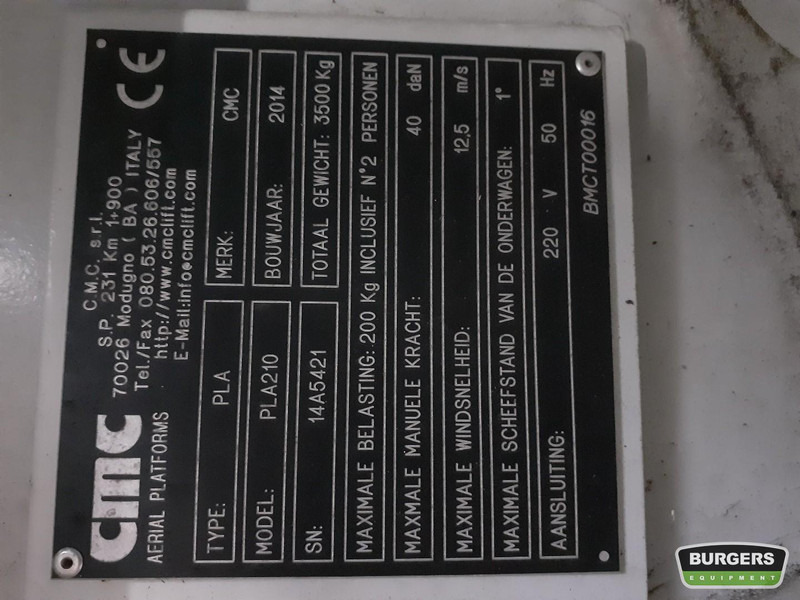 cmc
AERIAL PLATFORMS
C.M.C. s.r.l.
S.P. 231 Km 1+900
70026 Modugno ( BA ) ITALY
Tel./Fax 080.53.26.606/557
http://www.cmclift.com
E-Mail:info@cmclift.com
CE
TYPE: PLA MERK: CMC
MODEL: PLA210 BOUWJAAR: 2014
SN: 14A5421 TOTAAL GEWICHT: 3500 Kg
MAXIMALE BELASTING: 200 Kg INCLUSIEF N°2 PERSONEN
MAXMALE MANUELE KRACHT: 40 daN
MAXIMALE WINDSNELHEID: 12,5 m/s
MAXIMALE SCHEEFSTAND VAN DE ONDERWAGEN: 1°
AANSLUITING: 220 V 50 Hz
BMCT00016
BURGERS
EQUIPMENT